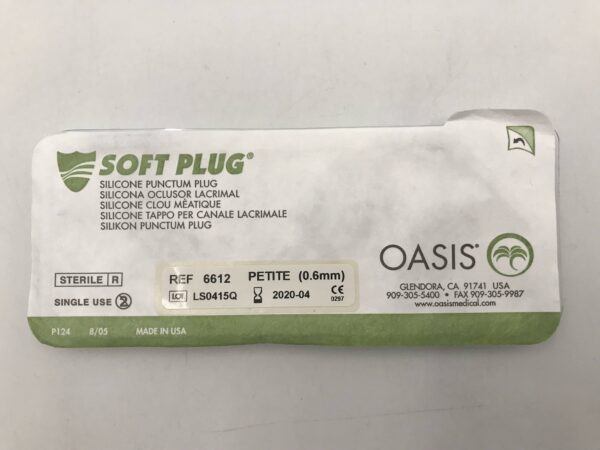 SOFT PLUG®
SILICONE PUNCTUM PLUG
SILICONA OCLUSOR LACRIMAL
SILICONE CLOU MÉATIQUE
SILICONE TAPPO PER CANALE LACRIMALE
SILIKON PUNCTUM PLUG
STERILE R
SINGLE USE 2
REF 6612 PETITE (0.6mm)
LOT LS0415Q 2020-04 CE
0297
OASIS®
GLENDORA, CA 91741 USA
909-305-5400 • FAX 909-305-9987
www.oasismedical.com
P124 8/05 MADE IN USA